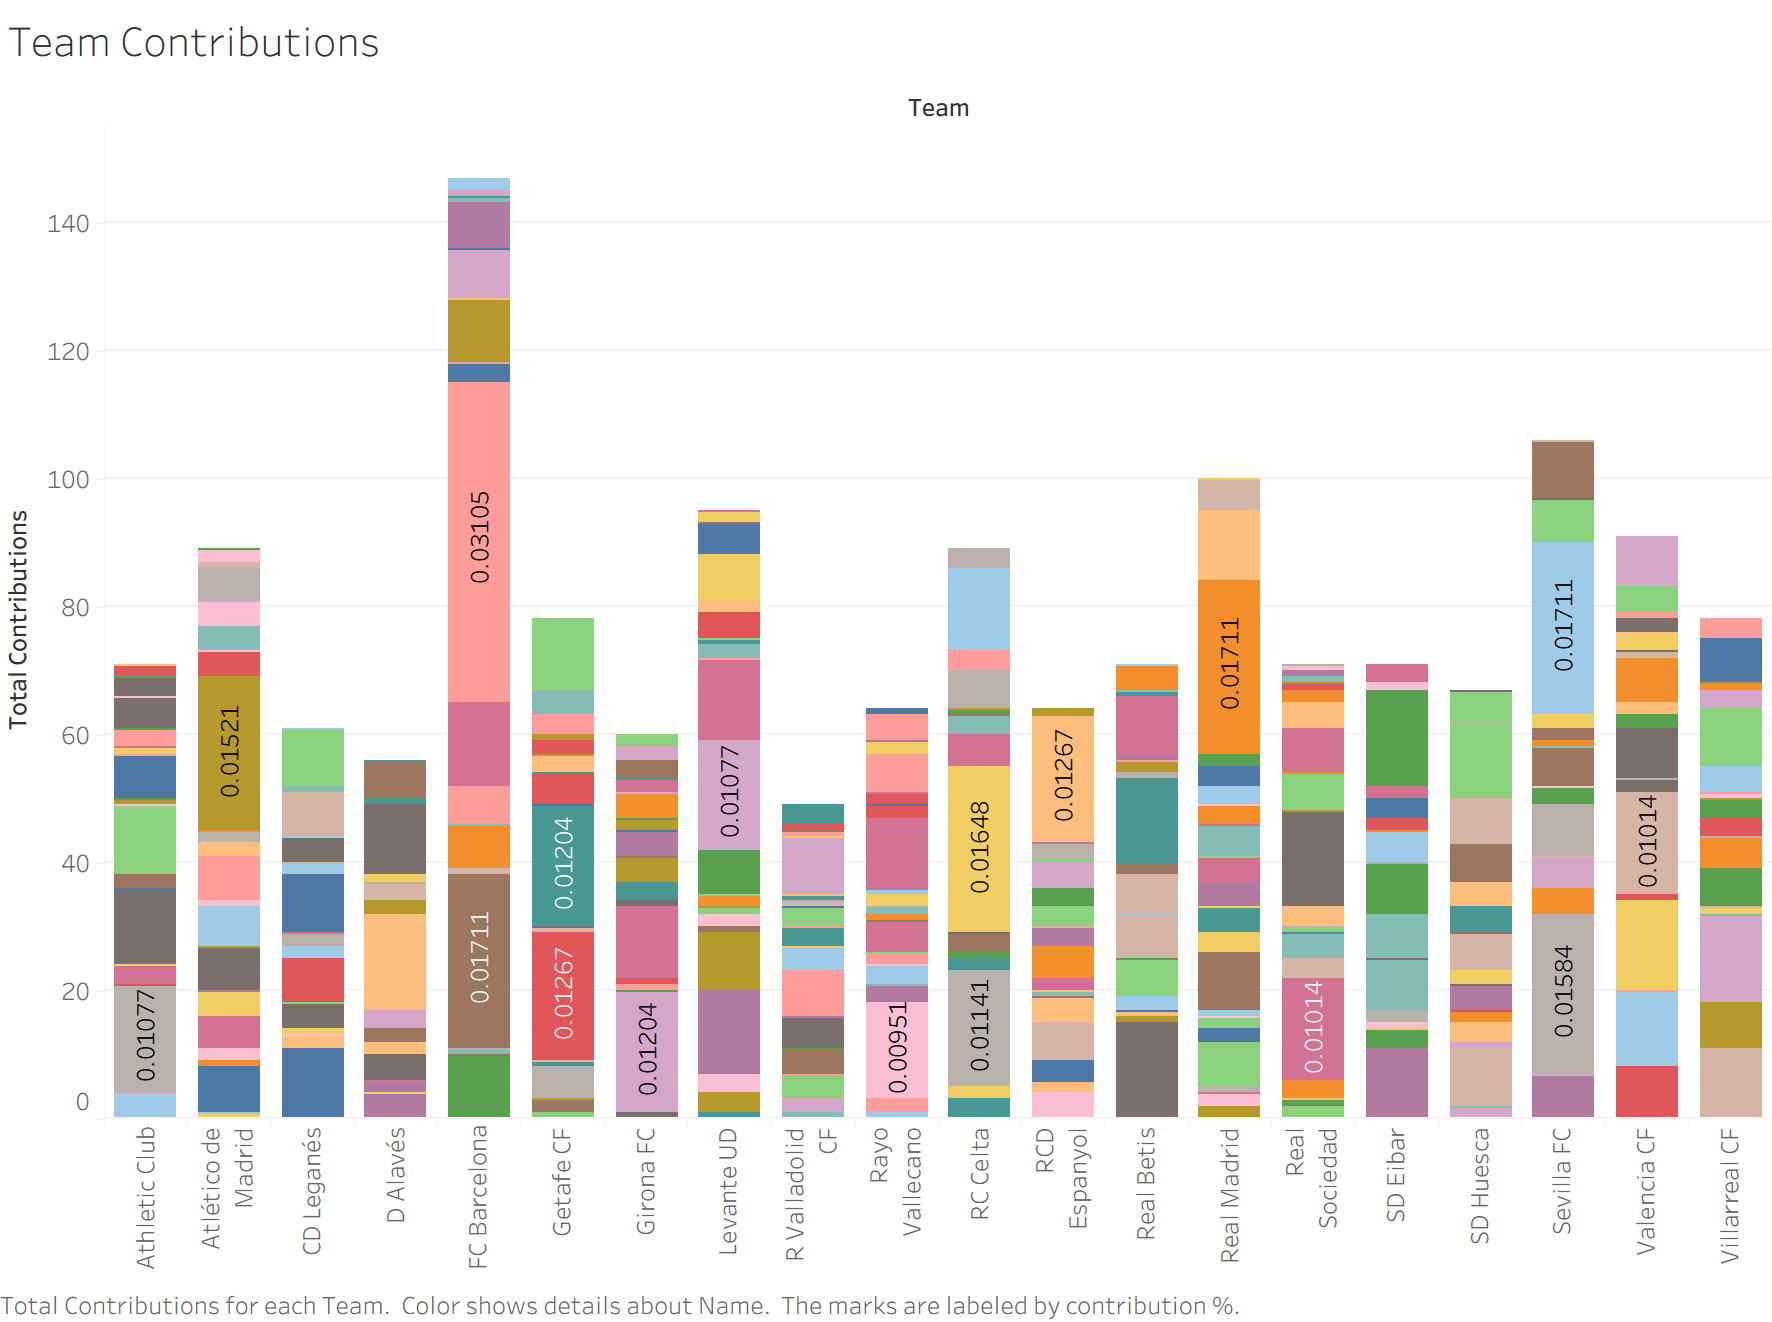 Team Contributions
Team
Total Contributions
140
120
100
80
60
40
20
0
0.01077
0.01521
0.03105
0.01711
0.01204
0.01267
0.01204
0.01077
0.00951
0.01648
0.01141
0.01267
0.01711
0.01014
0.01711
0.01584
0.01014
Athletic Club
Atlético de
Madrid
CD Leganés
D Alavés
FC Barcelona
Getafe CF
Girona FC
Levante UD
R Valladolid
CF
Rayo
Vallecano
RC Celta
RCD
Espanyol
Real Betis
Real Madrid
Real
Sociedad
SD Eibar
SD Huesca
Sevilla FC
Valencia CF
Villarreal CF
Total Contributions for each Team.  Color shows details about Name.  The marks are labeled by contribution %.